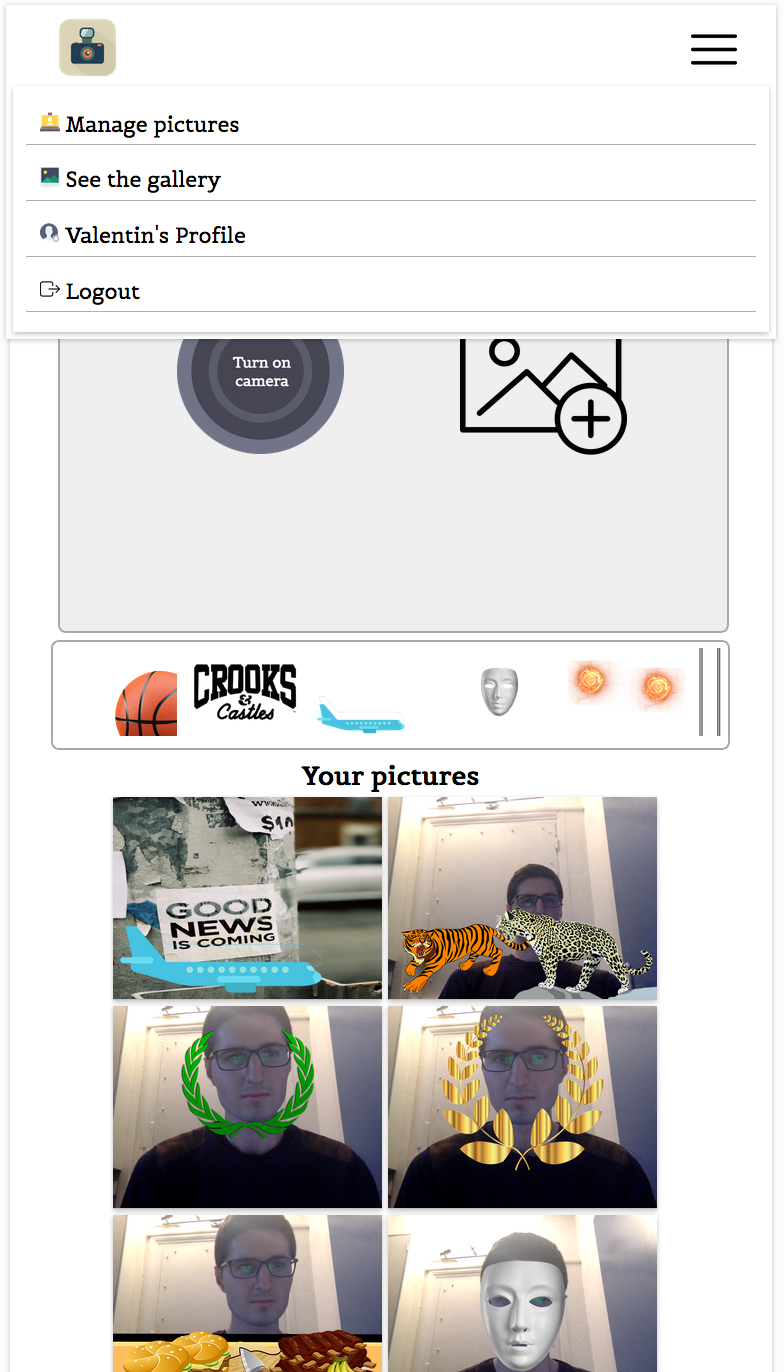 Manage pictures
See the gallery
Valentin's Profile
Logout
Turn on
camera
CROOKS
&
Castles
Your pictures
GOOD
NEWS
IS COMING